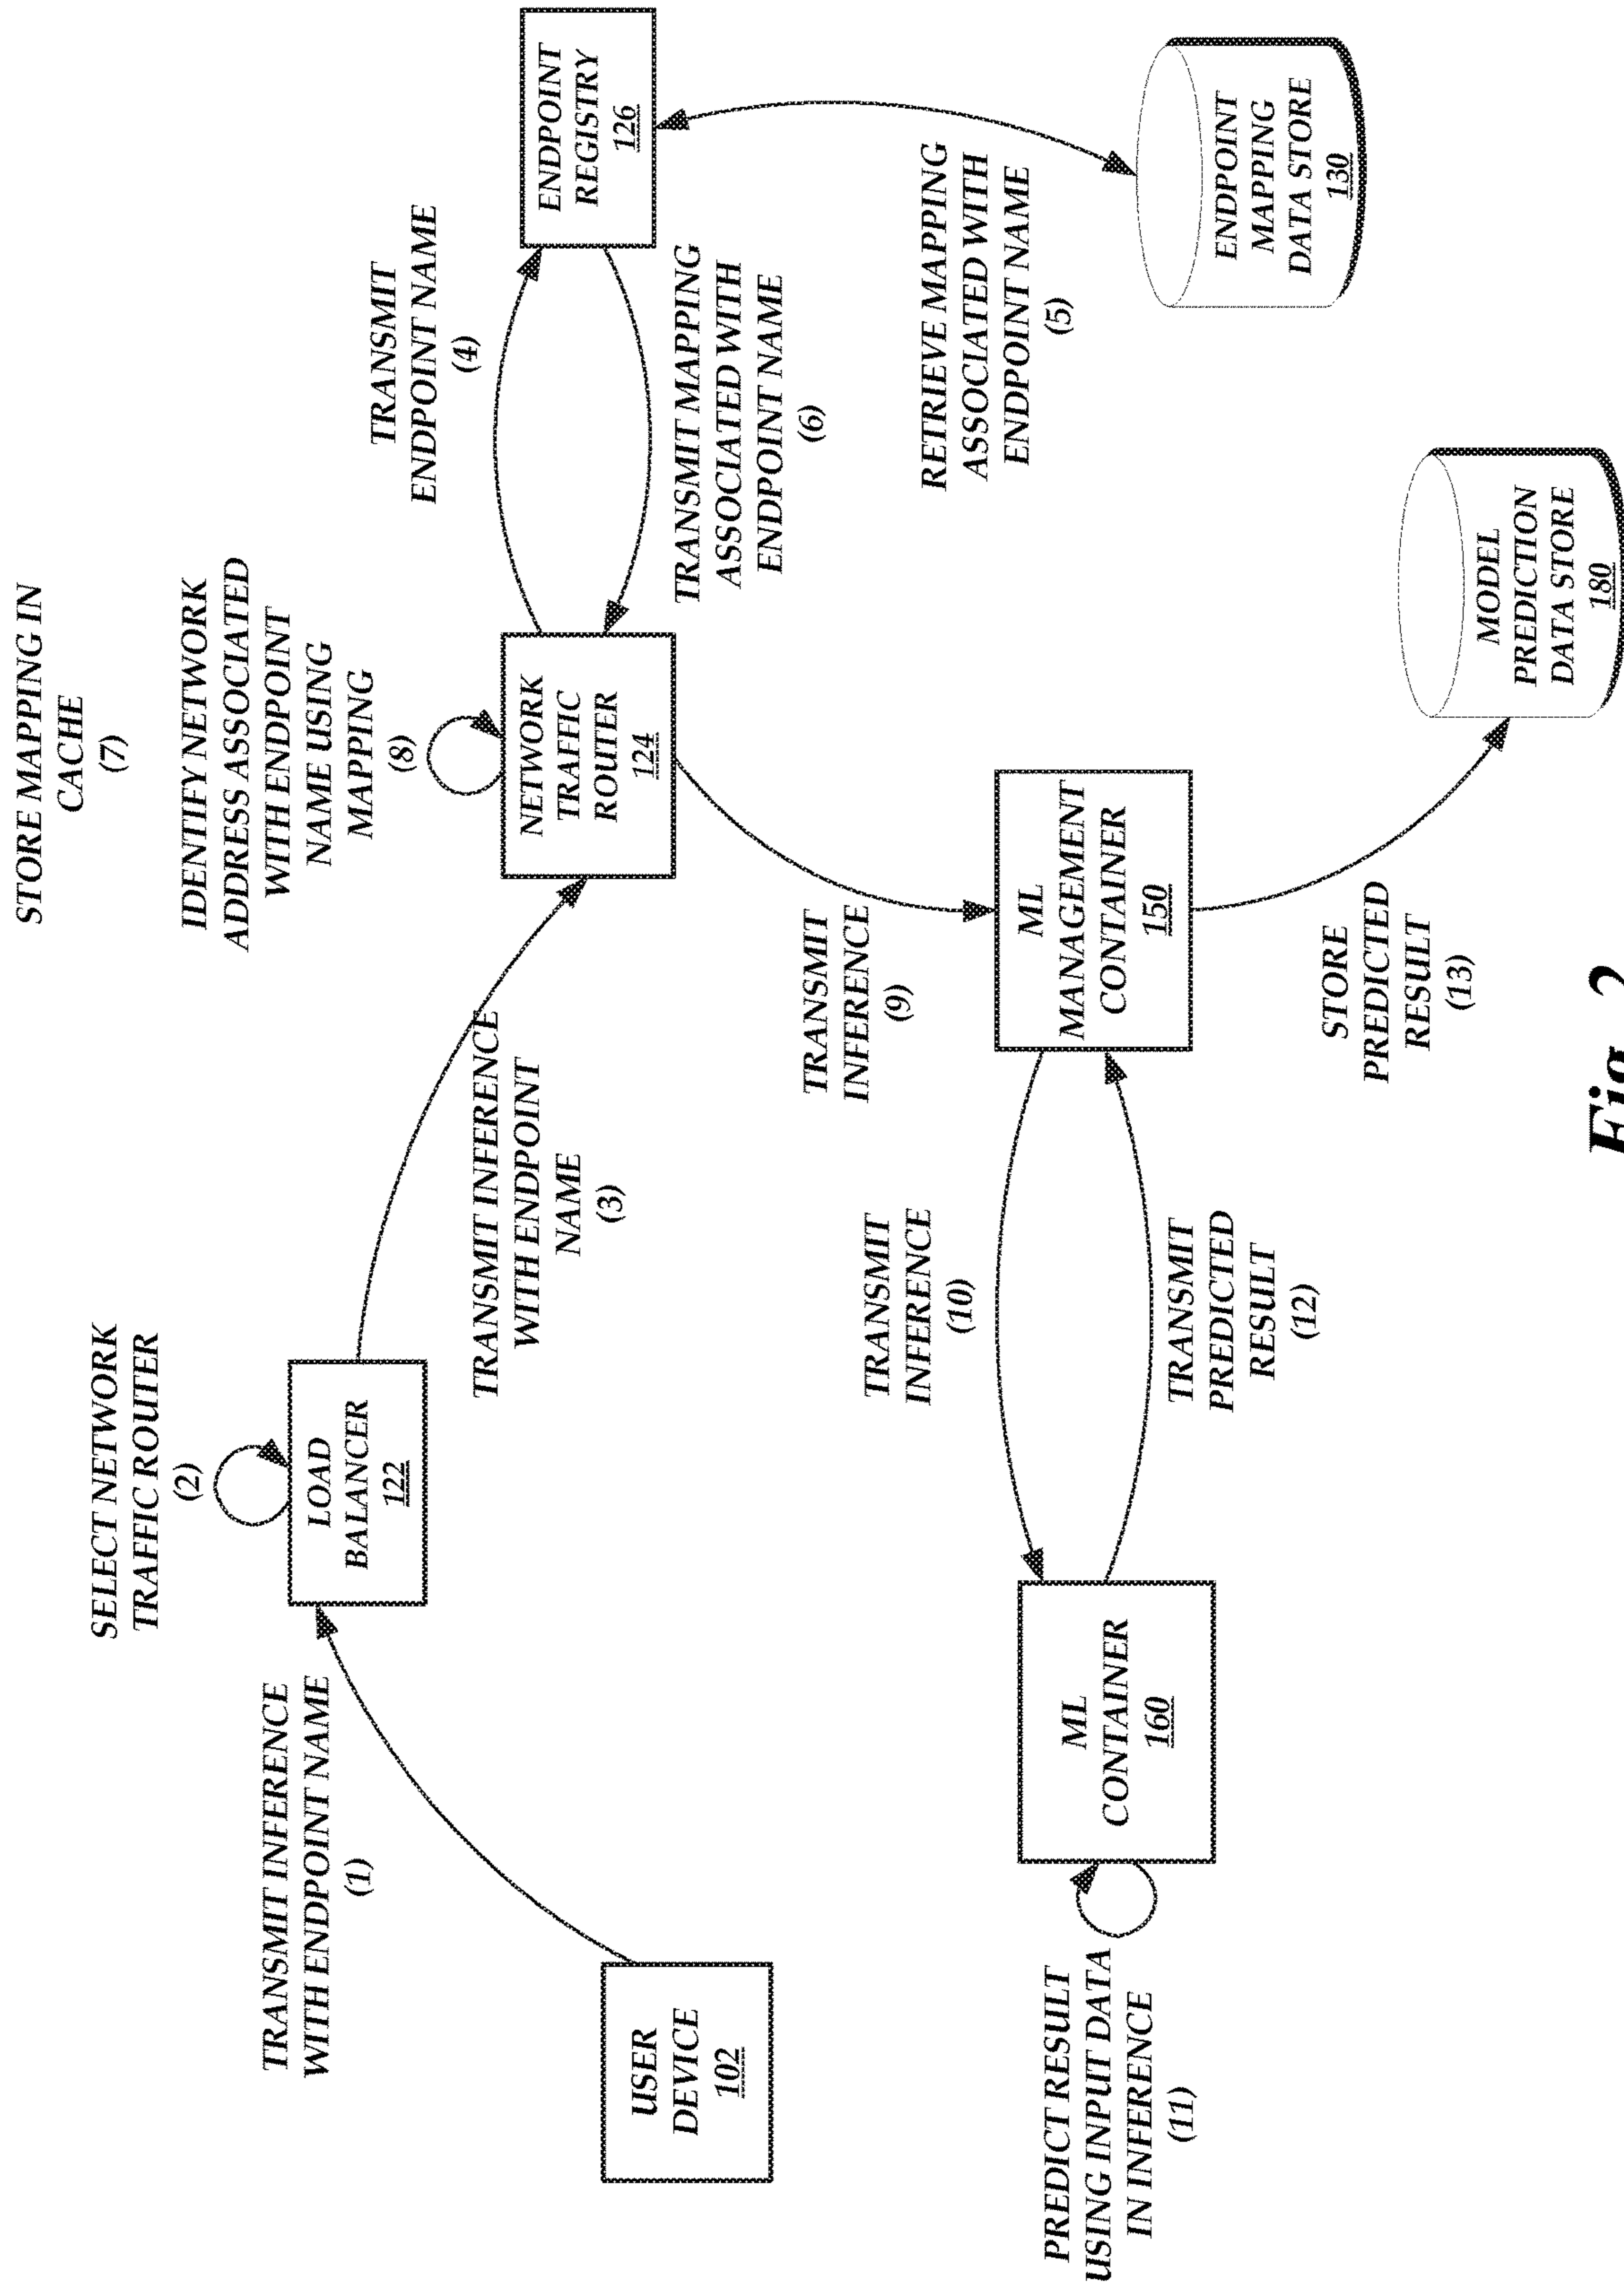 STORE MAPPING IN
CACHE
(7)
IDENTIFY NETWORK
ADDRESS ASSOCIATED
WITH ENDPOINT
NAME USING
MAPPING
(8)
SELECT NETWORK
TRAFFIC ROUTER
(2)
TRANSMIT INFERENCE
WITH ENDPOINT NAME
(1)
LOAD
BALANCER
122
TRANSMIT INFERENCE
WITH ENDPOINT
NAME
(3)
NETWORK
TRAFFIC
ROUTER
124
TRANSMIT
ENDPOINT NAME
(4)
ENDPOINT
REGISTRY
126
TRANSMIT MAPPING
ASSOCIATED WITH
ENDPOINT NAME
(6)
RETRIEVE MAPPING
ASSOCIATED WITH
ENDPOINT NAME
(5)
ENDPOINT
MAPPING
DATA STORE
130
USER
DEVICE
102
TRANSMIT
INFERENCE
(9)
ML
MANAGEMENT
CONTAINER
150
TRANSMIT
INFERENCE
(10)
TRANSMIT
PREDICTED
RESULT
(12)
ML
CONTAINER
160
PREDICT RESULT
USING INPUT DATA
IN INFERENCE
(11)
STORE
PREDICTED
RESULT
(13)
MODEL
PREDICTION
DATA STORE
180
Fig. 2